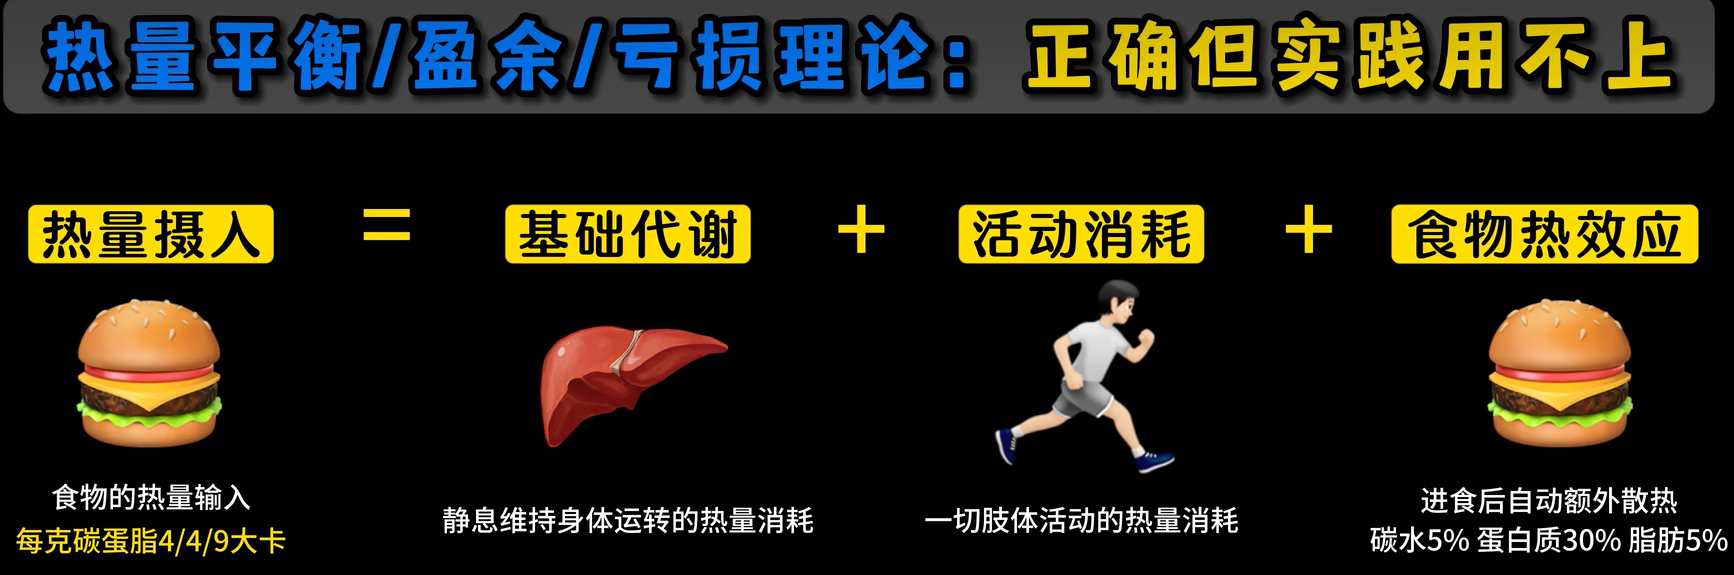 热量平衡/盈余/亏损理论：正确但实践用不上
热量摄入 = 基础代谢 + 活动消耗 + 食物热效应
食物的热量输入
每克碳蛋脂4/4/9大卡
静息维持身体运转的热量消耗
一切肢体活动的热量消耗
进食后自动额外散热
碳水5% 蛋白质30% 脂肪5%